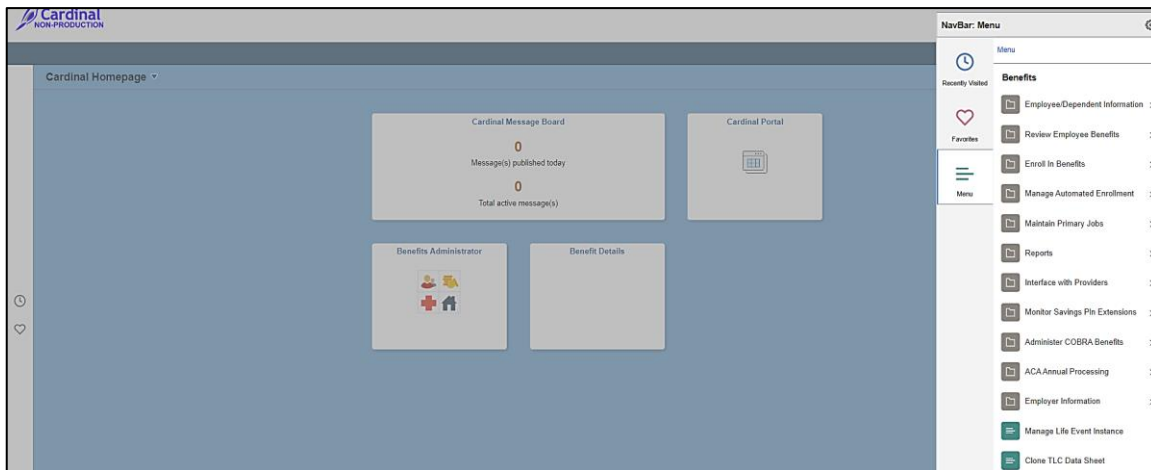 Cardinal
NON-PRODUCTION
Cardinal Homepage
Cardinal Message Board
0
Message(s) published today
0
Total active message(s)
Cardinal Portal
Benefits Administrator
Benefit Details
NavBar: Menu
Recently Visited
Favorites
Menu
Menu
Benefits
Employee/Dependent Information
Review Employee Benefits
Enroll In Benefits
Manage Automated Enrollment
Maintain Primary Jobs
Reports
Interface with Providers
Monitor Savings Pln Extensions
Administer COBRA Benefits
ACA Annual Processing
Employer Information
Manage Life Event Instance
Clone TLC Data Sheet